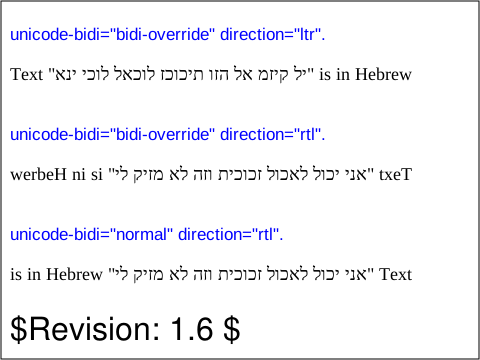 unicode-bidi="bidi-override" direction="ltr".
Text "יל קיזמ אל הזו תיכוכז לוכאל לוכי ינא" is in Hebrew
unicode-bidi="bidi-override" direction="rtl".
werbeH ni si "אני יכול לאכול זכוכית וזה לא מזיק לי" txeT
unicode-bidi="normal" direction="rtl".
is in Hebrew "אני יכול לאכול זכוכית וזה לא מזיק לי" Text
$Revision: 1.6 $